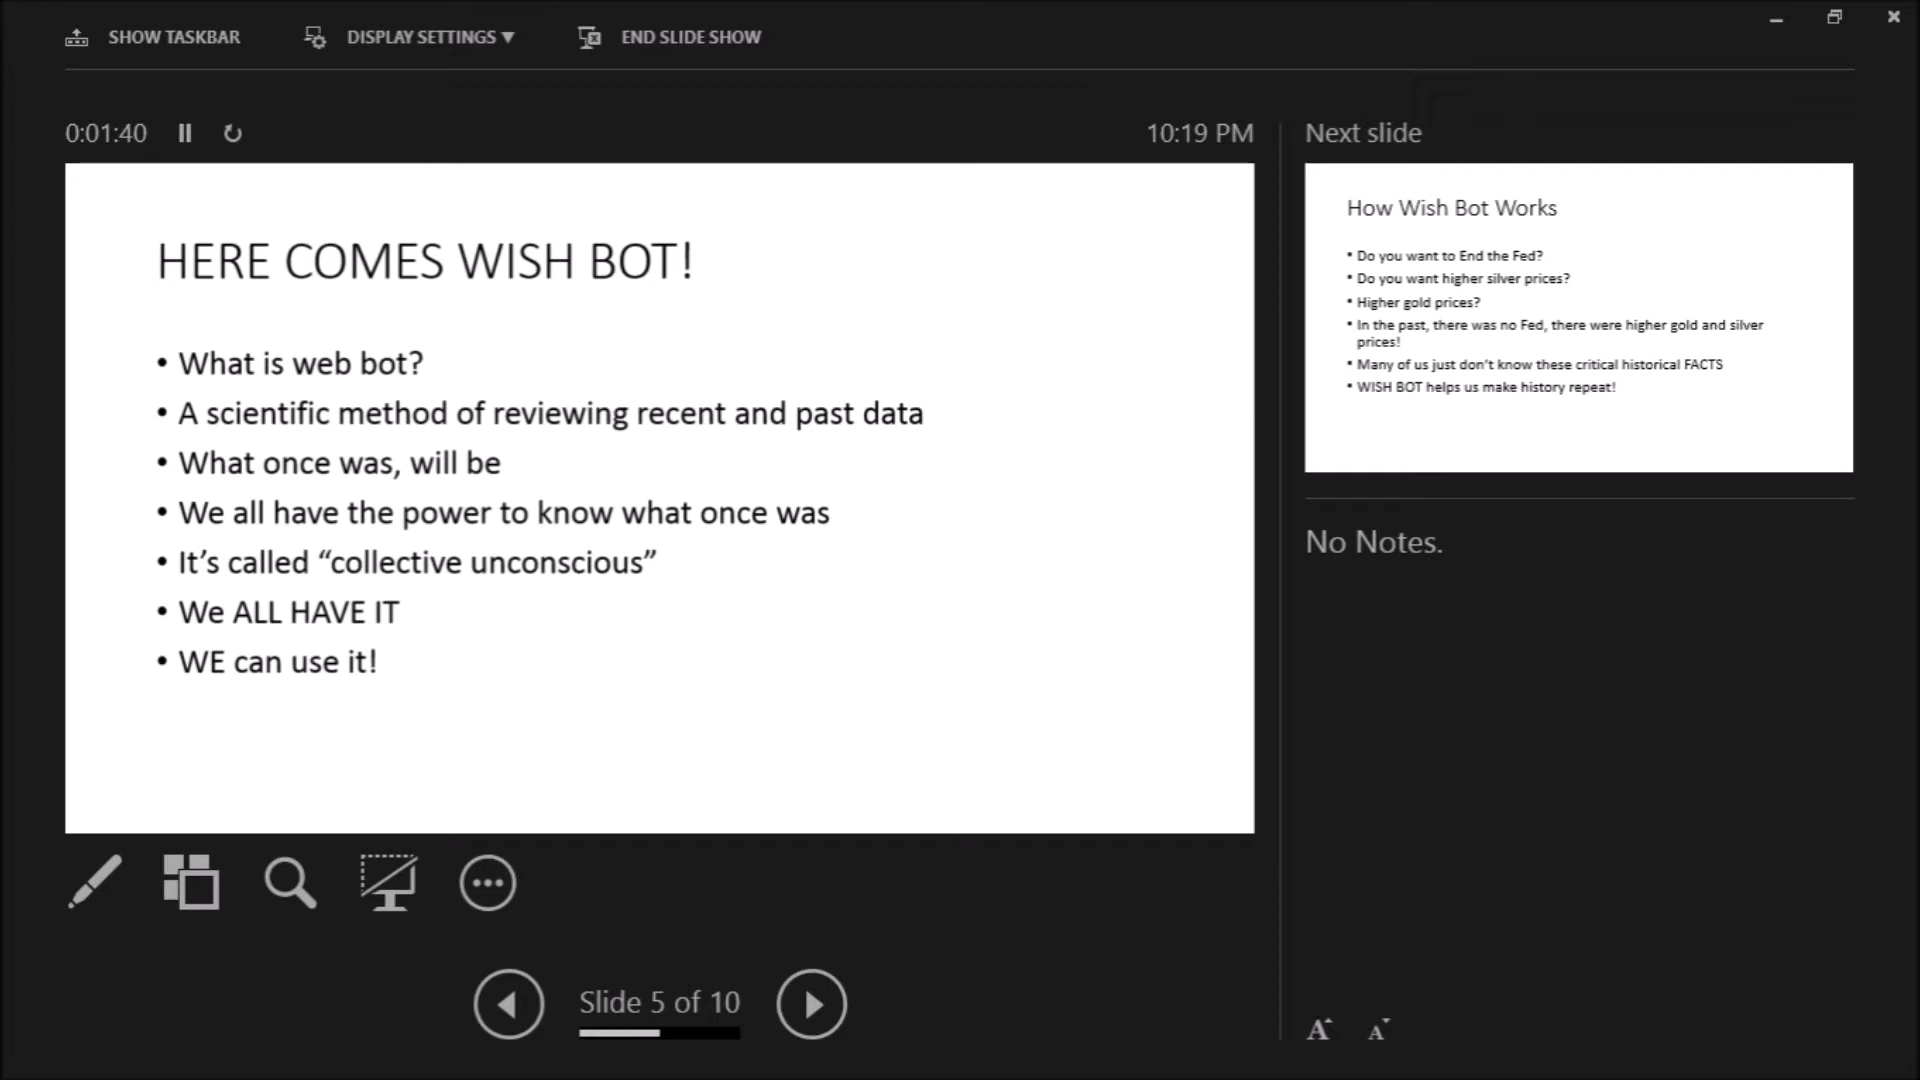 SHOW TASKBAR
DISPLAY SETTINGS ▼
END SLIDE SHOW
0:01:40
10:19 PM
HERE COMES WISH BOT!
• What is web bot?
• A scientific method of reviewing recent and past data
• What once was, will be
• We all have the power to know what once was
• It’s called “collective unconscious”
• We ALL HAVE IT
• WE can use it!
Slide 5 of 10
Next slide
How Wish Bot Works
• Do you want to End the Fed?
• Do you want higher silver prices?
• Higher gold prices?
• In the past, there was no Fed, there were higher gold and silver
prices!
• Many of us just don't know these critical historical FACTS
• WISH BOT helps us make history repeat!
No Notes.
A A